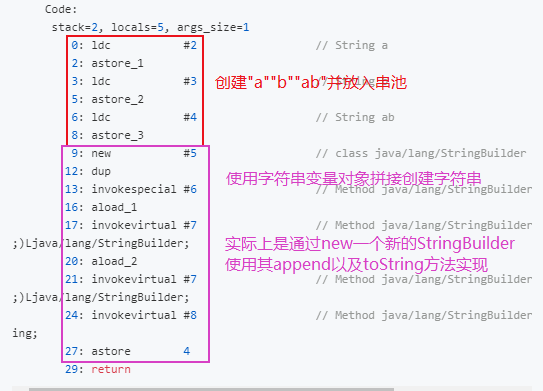 Code:
stack=2, locals=5, args_size=1
0: ldc #2 // String a
2: astore_1
3: ldc #3
创建"a""b""ab"并放入串池
5: astore_2
6: ldc #4 // String ab
8: astore_3
9: new #5 // class java/lang/StringBuilder
12: dup
使用字符串变量对象拼接创建字符串
13: invokespecial #6 // Method java/lang/StringBuilder
16: aload_1
17: invokevirtual #7 // Method java/lang/StringBuilder
;)Ljava/lang/StringBuilder;
实际上是通过new一个新的StringBuilder
20: aload_2
使用其append以及toString方法实现
21: invokevirtual #7 // Method java/lang/StringBuilder
;)Ljava/lang/StringBuilder;
24: invokevirtual #8 // Method java/lang/StringBuilder
ing;
27: astore 4
29: return